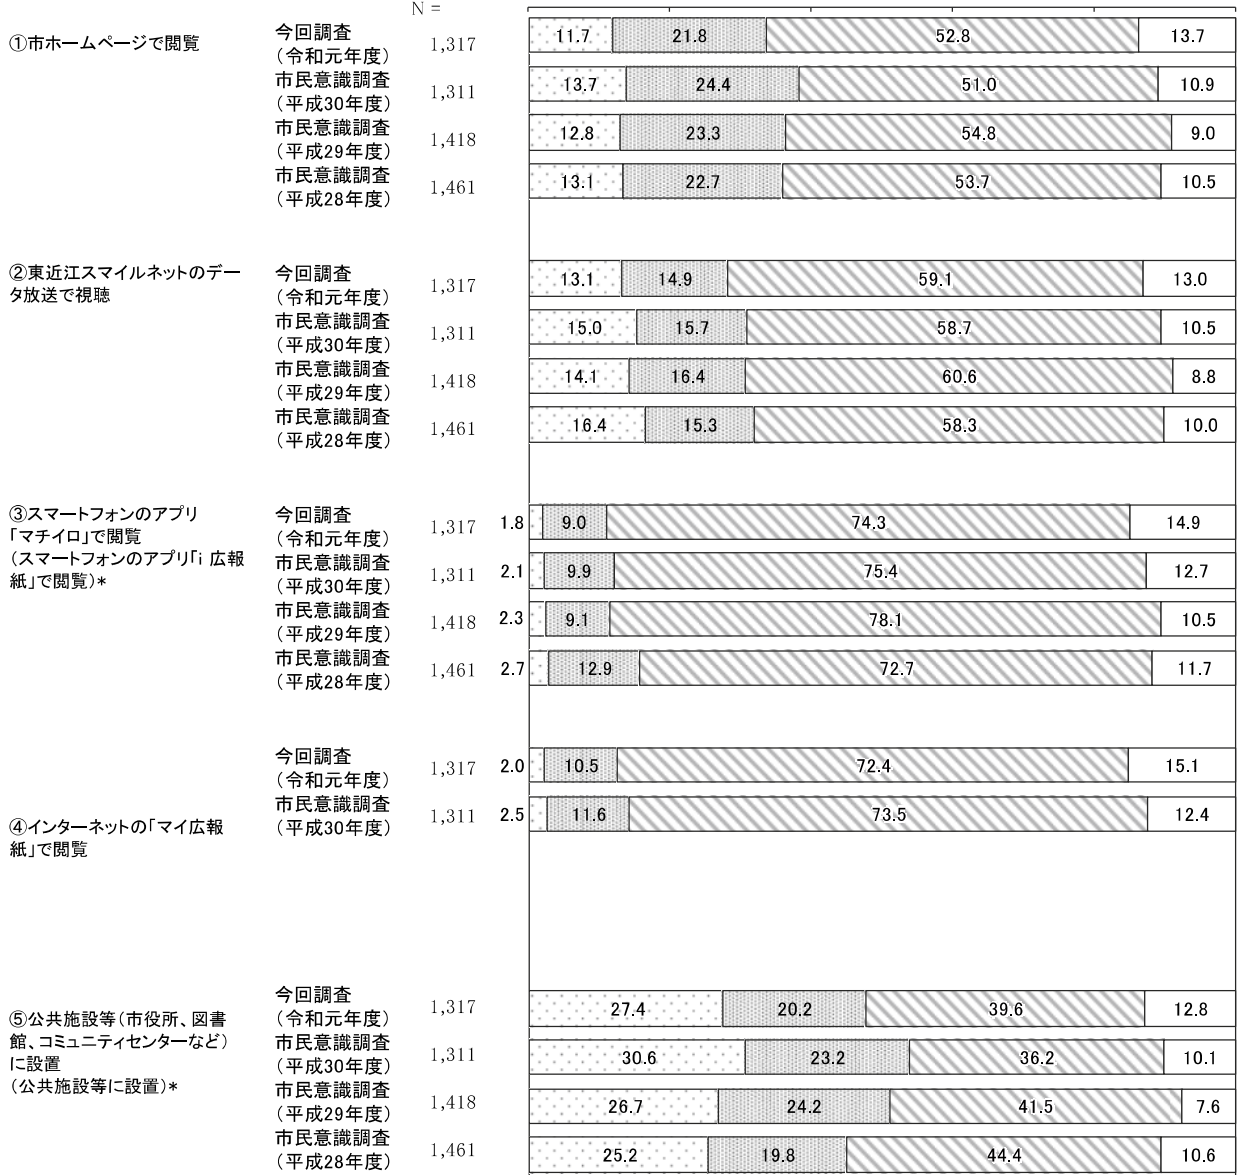 N =
①市ホームページで閲覧
今回調査
（令和元年度）
1,317
11.7 21.8 52.8 13.7
市民意識調査
（平成30年度）
1,311
13.7 24.4 51.0 10.9
市民意識調査
（平成29年度）
1,418
12.8 23.3 54.8 9.0
市民意識調査
（平成28年度）
1,461
13.1 22.7 53.7 10.5
②東近江スマイルネットのデー
タ放送で視聴
今回調査
（令和元年度）
1,317
13.1 14.9 59.1 13.0
市民意識調査
（平成30年度）
1,311
15.0 15.7 58.7 10.5
市民意識調査
（平成29年度）
1,418
14.1 16.4 60.6 8.8
市民意識調査
（平成28年度）
1,461
16.4 15.3 58.3 10.0
③スマートフォンのアプリ
「マチイロ」で閲覧
（スマートフォンのアプリ「i 広報
紙」で閲覧）*
今回調査
（令和元年度）
1,317
1.8 9.0 74.3 14.9
市民意識調査
（平成30年度）
1,311
2.1 9.9 75.4 12.7
市民意識調査
（平成29年度）
1,418
2.3 9.1 78.1 10.5
市民意識調査
（平成28年度）
1,461
2.7 12.9 72.7 11.7
④インターネットの「マイ広報
紙」で閲覧
今回調査
（令和元年度）
1,317
2.0 10.5 72.4 15.1
市民意識調査
（平成30年度）
1,311
2.5 11.6 73.5 12.4
⑤公共施設等（市役所、図書
館、コミュニティセンターなど）
に設置
（公共施設等に設置）*
今回調査
（令和元年度）
1,317
27.4 20.2 39.6 12.8
市民意識調査
（平成30年度）
1,311
30.6 23.2 36.2 10.1
市民意識調査
（平成29年度）
1,418
26.7 24.2 41.5 7.6
市民意識調査
（平成28年度）
1,461
25.2 19.8 44.4 10.6